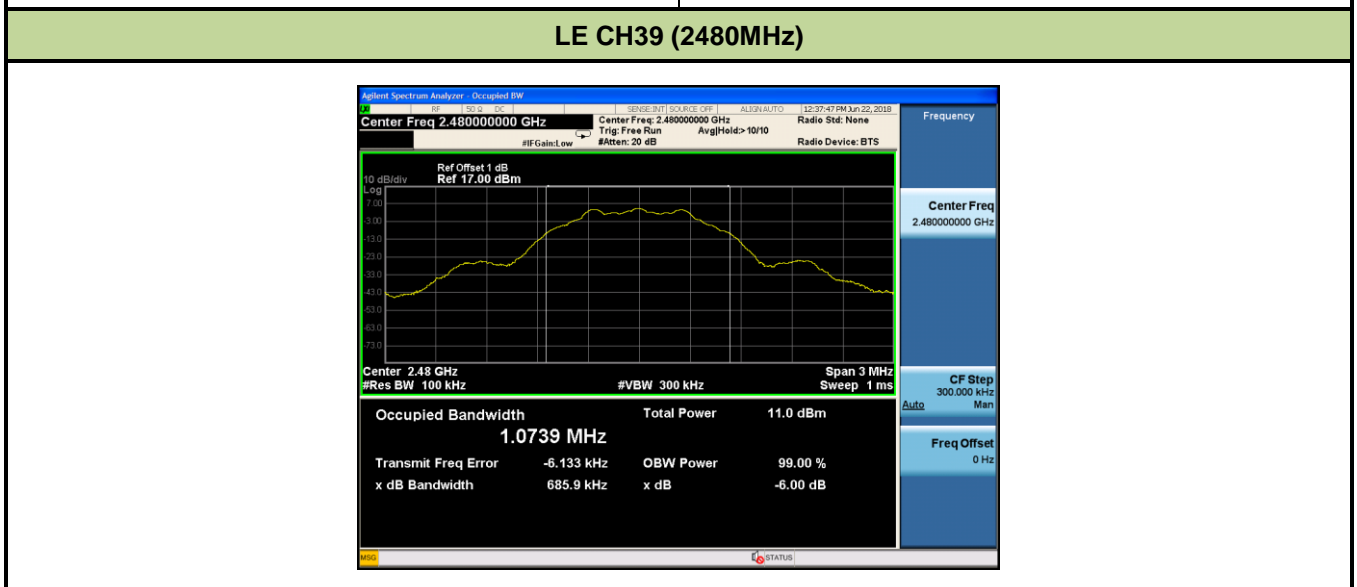 LE CH39 (2480MHz)
Agilent Spectrum Analyzer - Occupied BW
RF 50 Ω DC SENSE:INT SOURCE OFF ALIGN AUTO 12:37:47 PM Jun 22, 2018
Center Freq 2.480000000 GHz
Center Freq: 2.480000000 GHz
Radio Std: None
Trig: Free Run Avg|Hold:> 10/10
#IFGain:Low
#Atten: 20 dB
Radio Device: BTS
Ref Offset 1 dB
10 dB/div Ref 17.00 dBm
Log
7.00
-3.00
-13.0
-23.0
-33.0
-43.0
-53.0
-63.0
-73.0
Center 2.48 GHz Span 3 MHz
#Res BW 100 kHz #VBW 300 kHz Sweep 1 ms
Occupied Bandwidth Total Power 11.0 dBm
1.0739 MHz
Transmit Freq Error -6.133 kHz OBW Power 99.00 %
x dB Bandwidth 685.9 kHz x dB -6.00 dB
MSG STATUS
Frequency
Center Freq
2.480000000 GHz
CF Step
300.000 kHz
Auto Man
Freq Offset
0 Hz